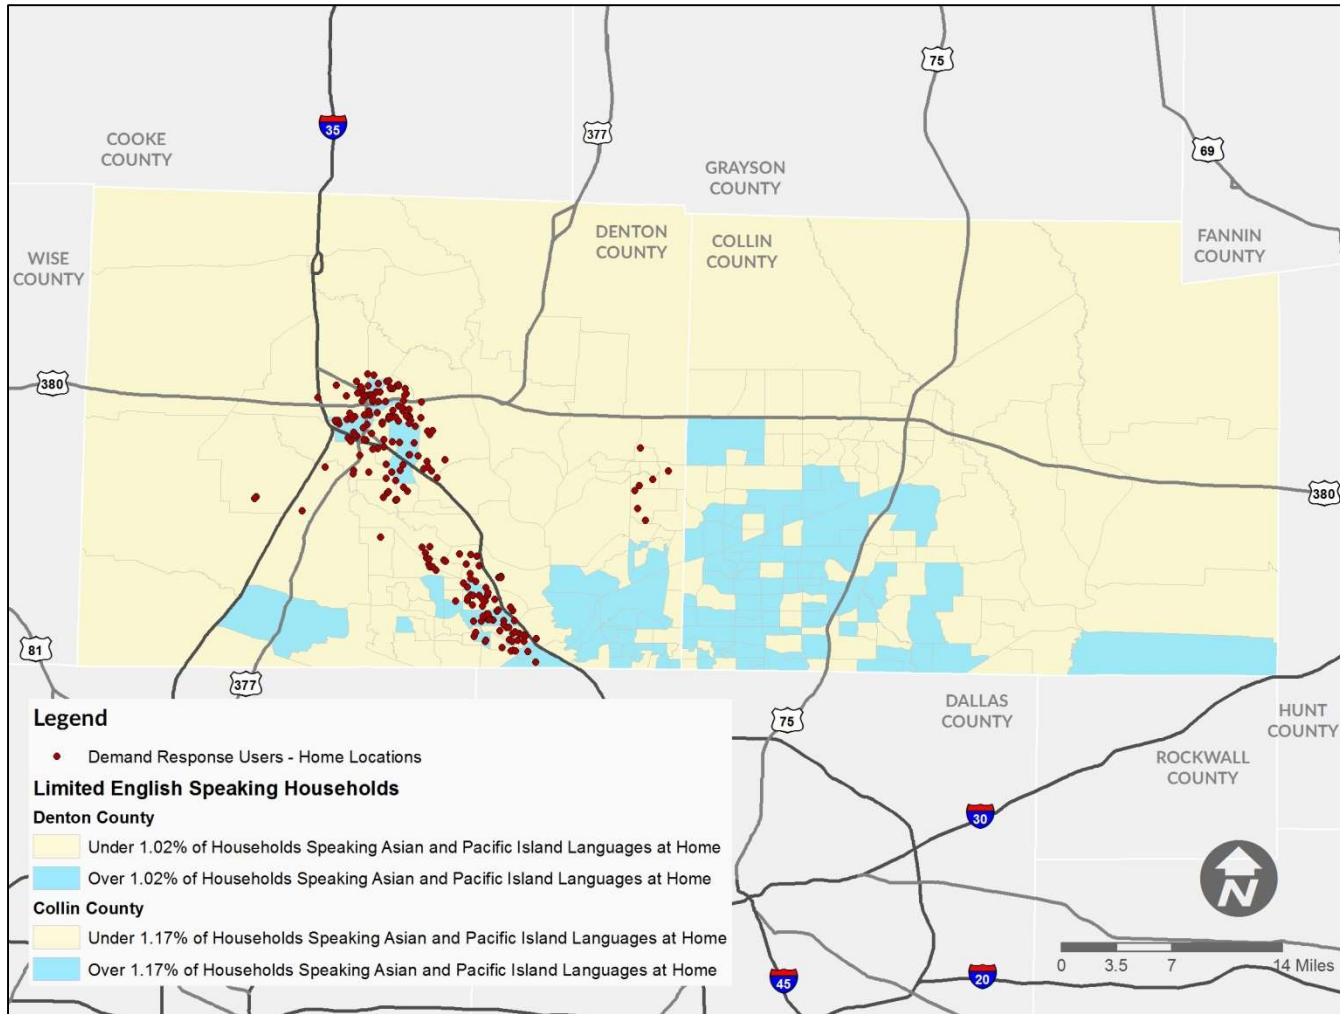 75
35
377
COOKE
COUNTY
69
GRAYSON
COUNTY
DENTON
COUNTY
COLLIN
COUNTY
FANNIN
COUNTY
WISE
COUNTY
380
380
81
377
75
DALLAS
COUNTY
HUNT
COUNTY
ROCKWALL
COUNTY
30
45
20
Legend
Demand Response Users - Home Locations
Limited English Speaking Households
Denton County
Under 1.02% of Households Speaking Asian and Pacific Island Languages at Home
Over 1.02% of Households Speaking Asian and Pacific Island Languages at Home
Collin County
Under 1.17% of Households Speaking Asian and Pacific Island Languages at Home
Over 1.17% of Households Speaking Asian and Pacific Island Languages at Home
N
0 3.5 7 14 Miles